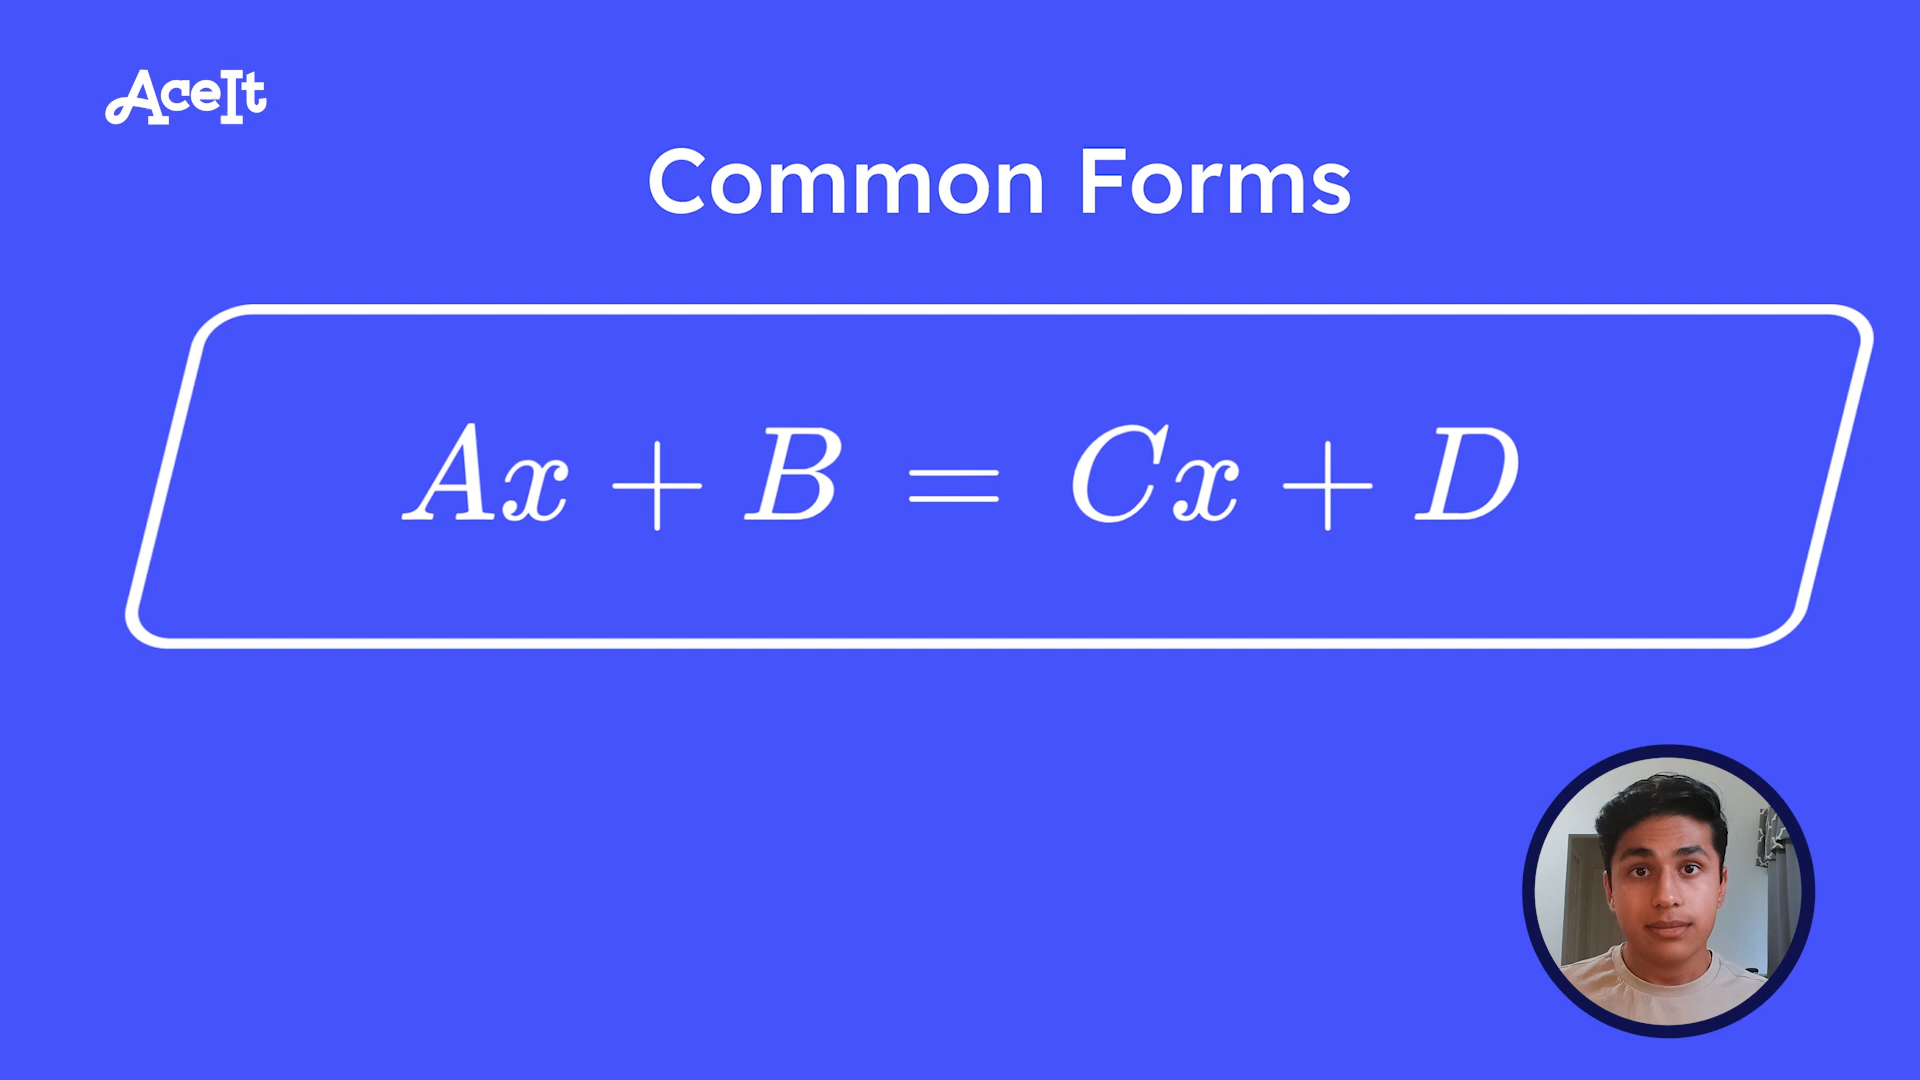 AceIt
Common Forms
Ax + B = Cx + D